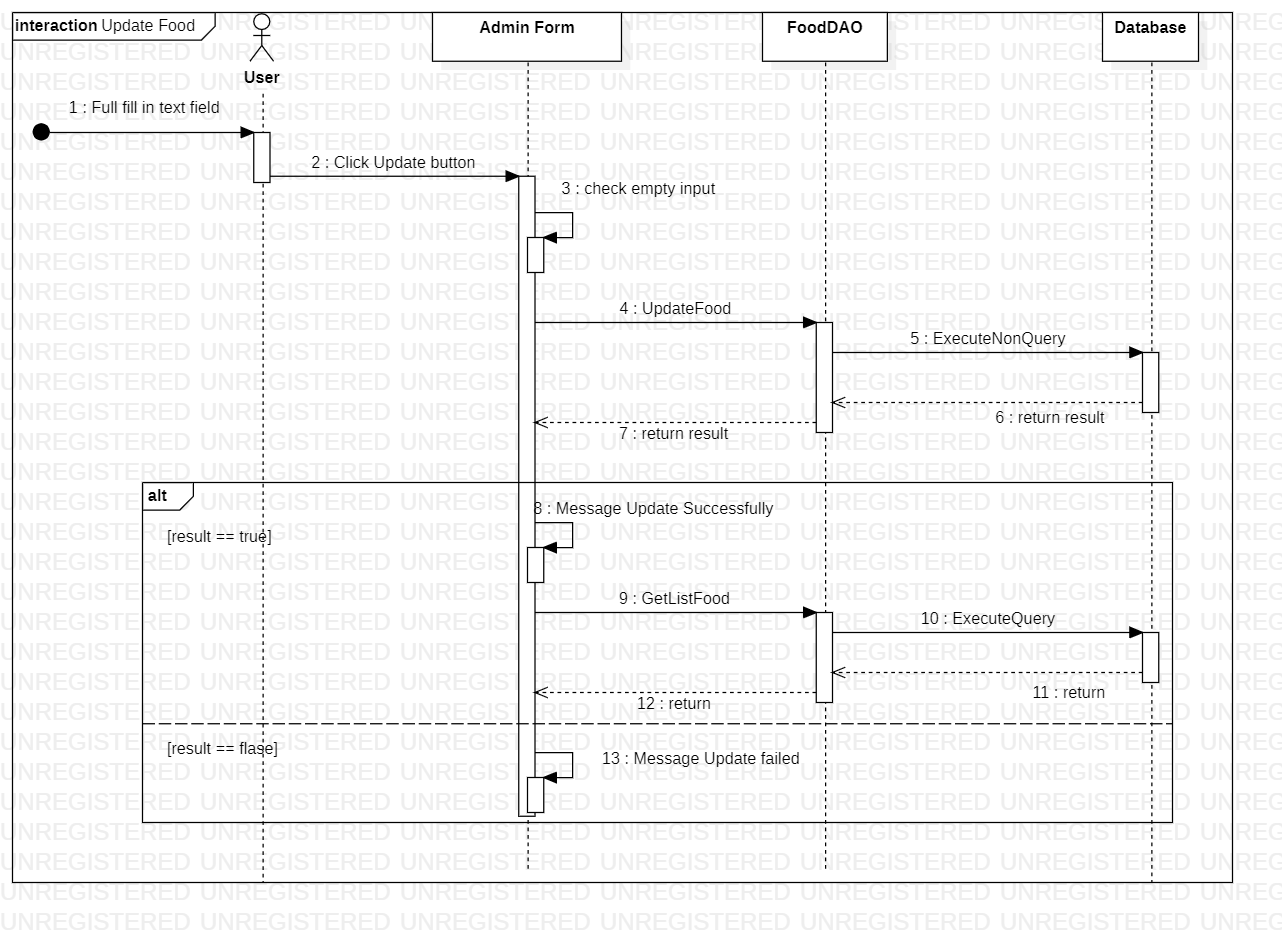 interaction Update Food
User
Admin Form
FoodDAO
Database
1 : Full fill in text field
2 : Click Update button
3 : check empty input
4 : UpdateFood
5 : ExecuteNonQuery
6 : return result
7 : return result
alt
8 : Message Update Successfully
[result == true]
9 : GetListFood
10 : ExecuteQuery
11 : return
12 : return
[result == flase]
13 : Message Update failed
UNREGISTERED